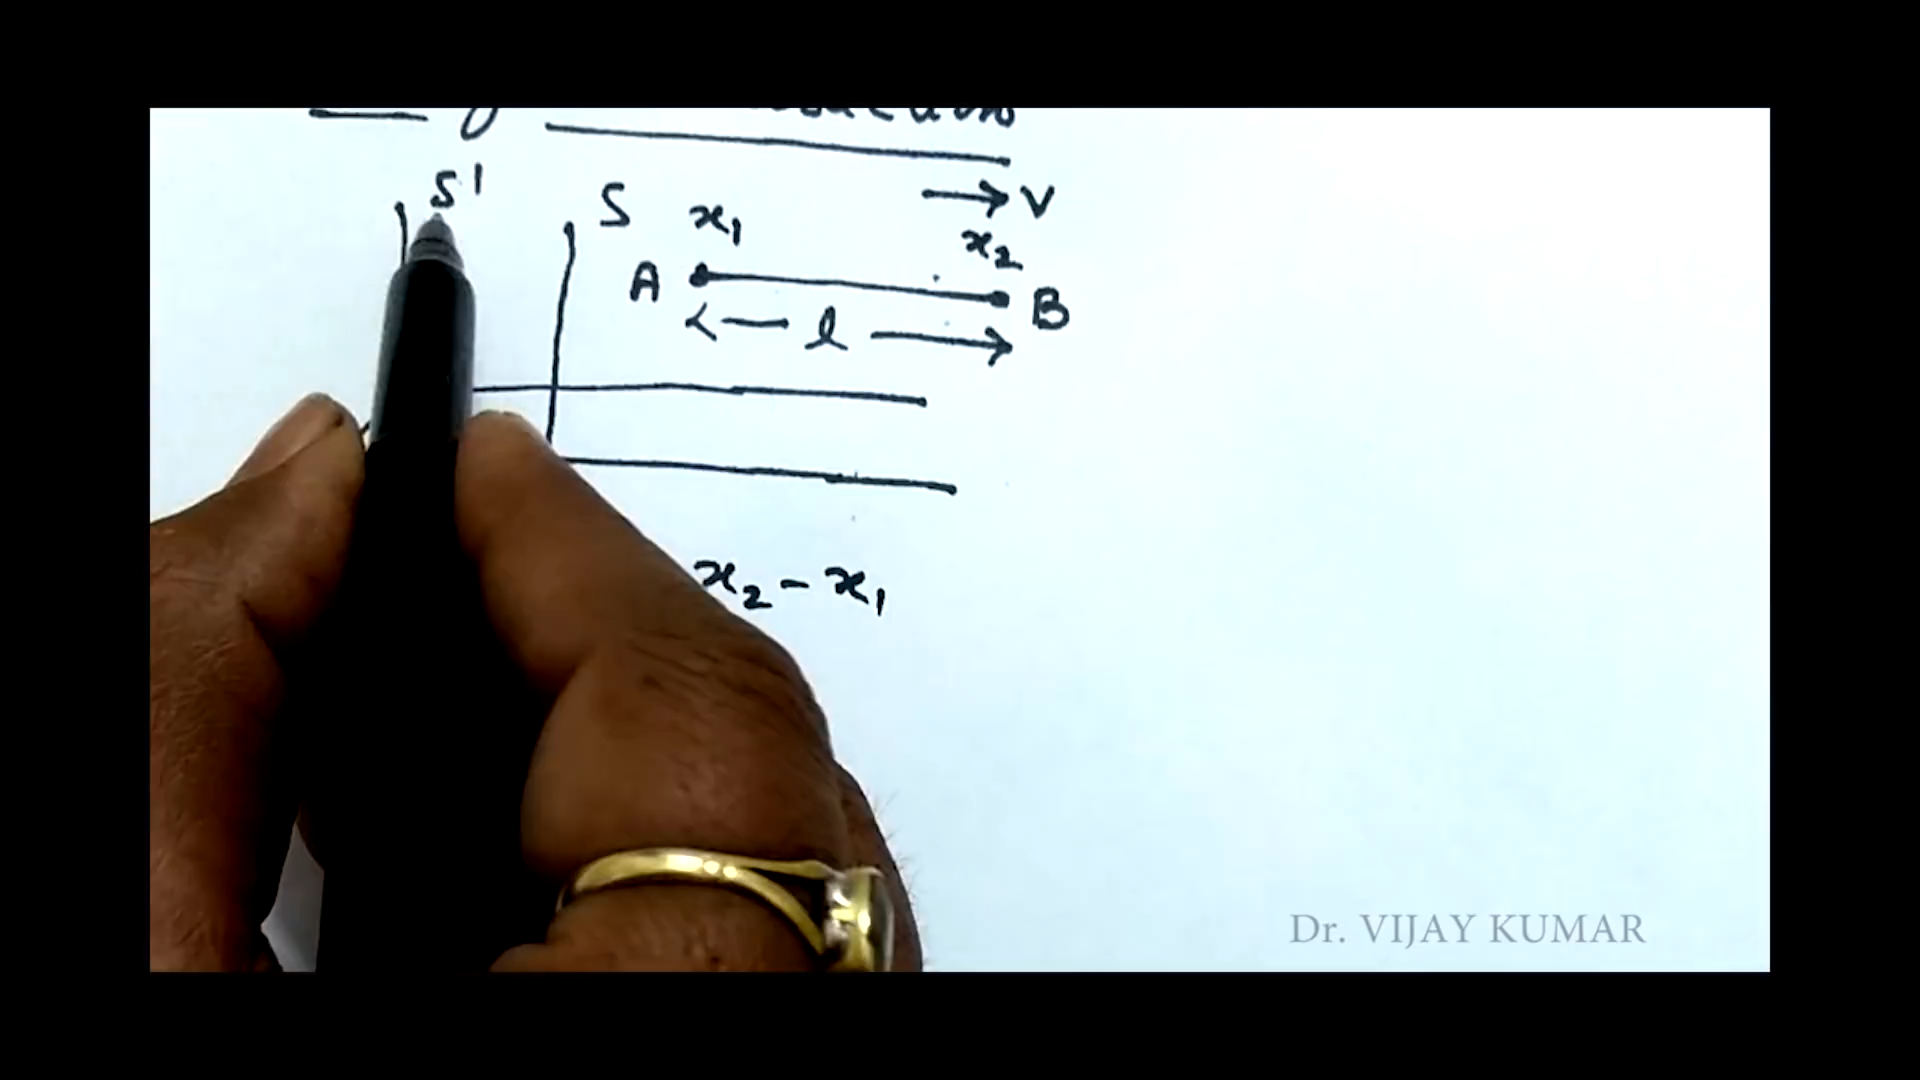 S'
S
x₁
→ V
x₂
A
B
l
x₂ - x₁
Dr. VIJAY KUMAR